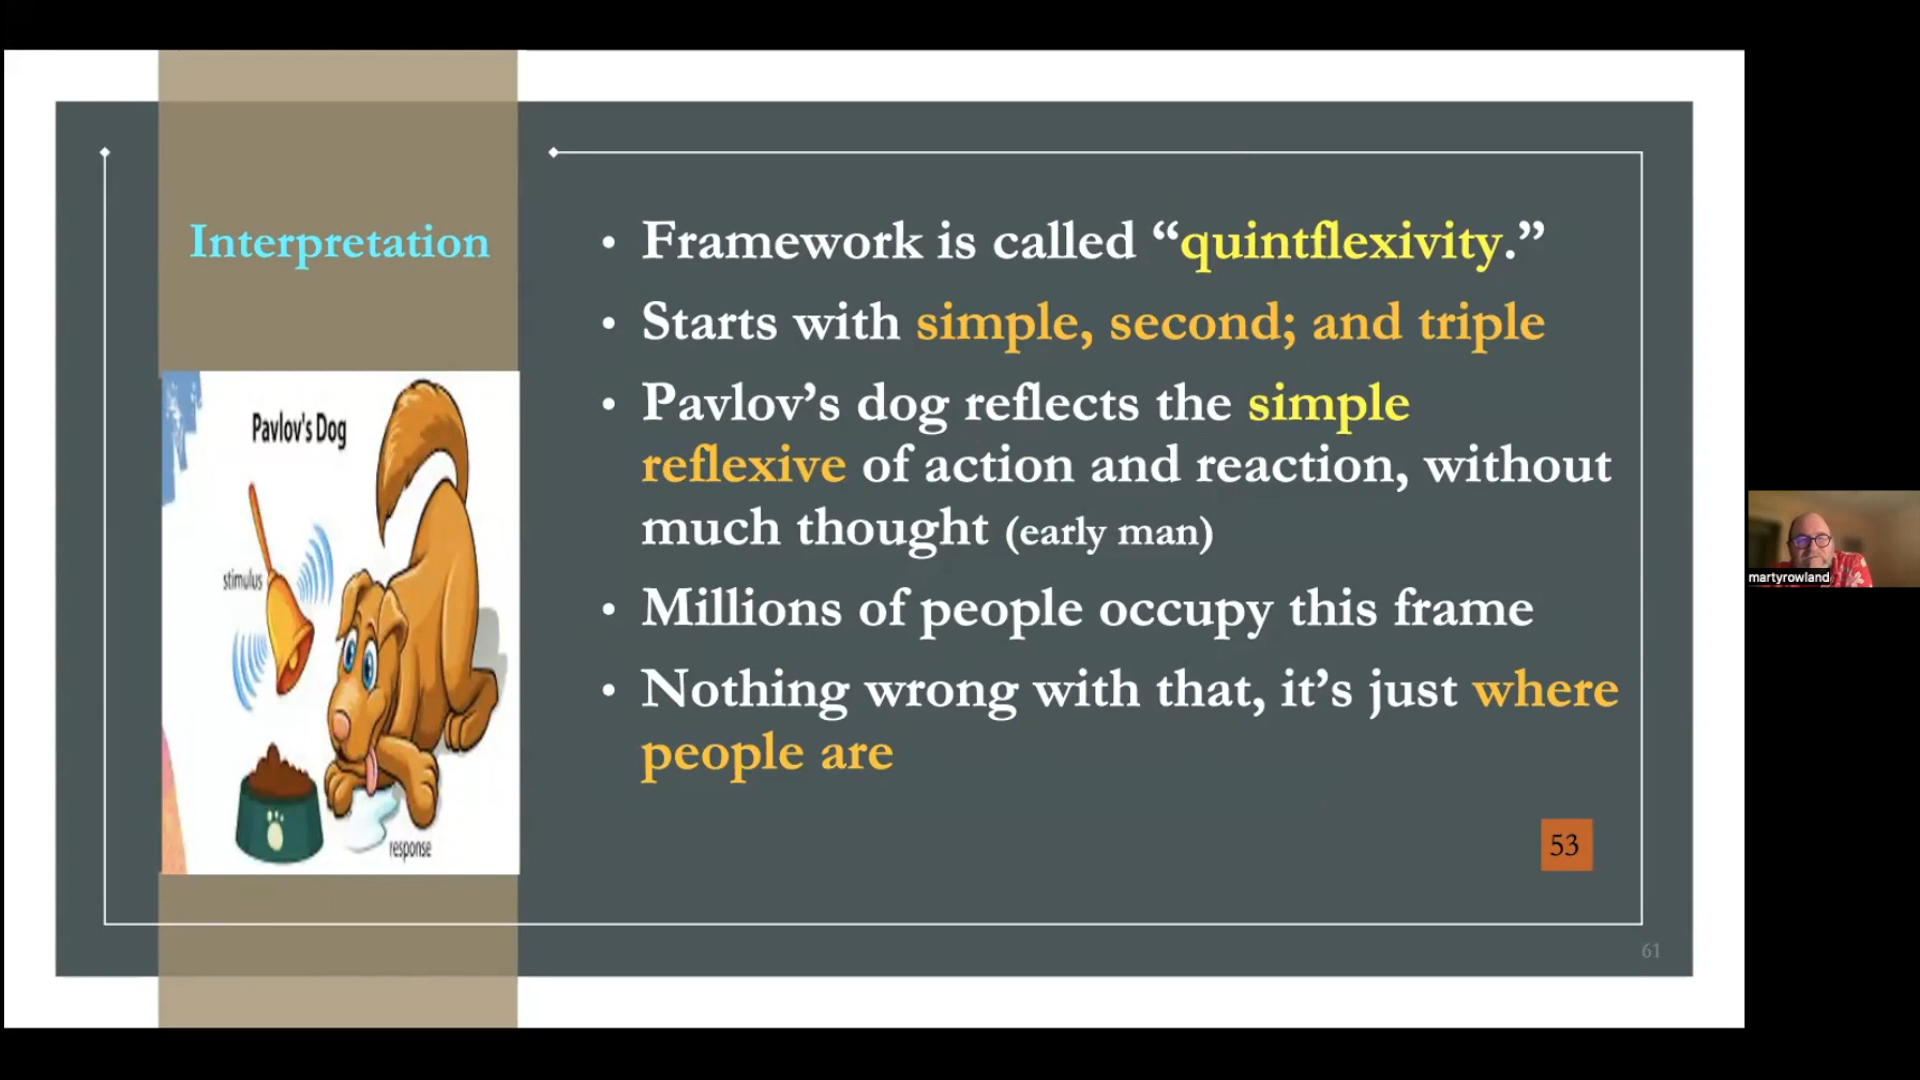 Interpretation
Pavlov's Dog
stimulus
response
• Framework is called “quintflexivity.”
• Starts with simple, second; and triple
• Pavlov’s dog reflects the simple
reflexive of action and reaction, without
much thought (early man)
• Millions of people occupy this frame
• Nothing wrong with that, it’s just where
people are
53
61
martyrowland